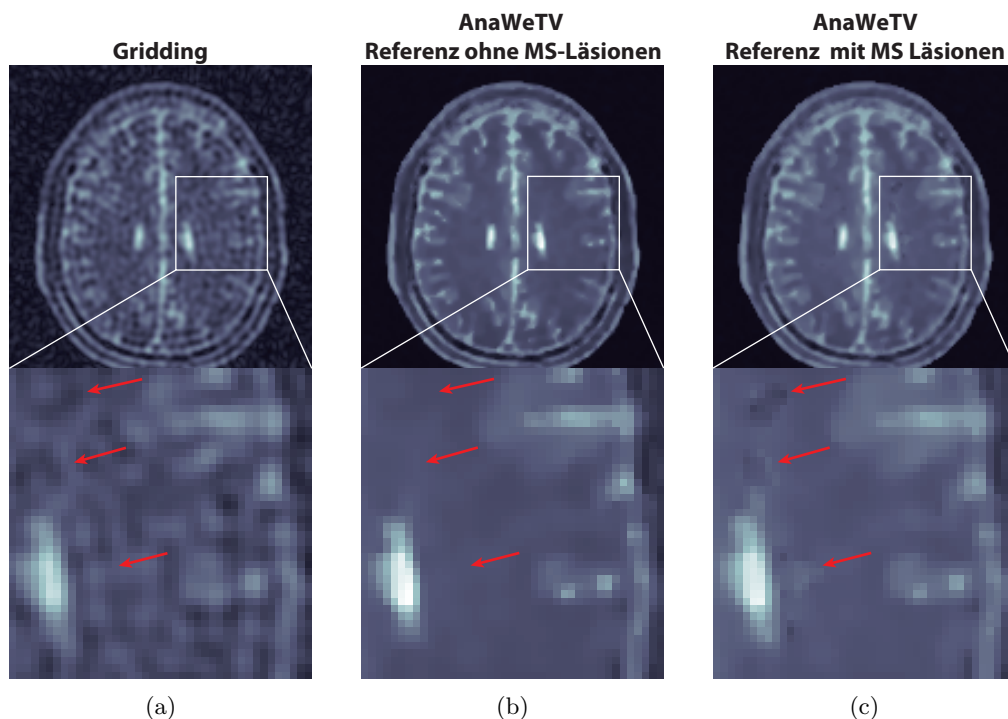 Gridding
AnaWeTV
Referenz ohne MS-Läsionen
AnaWeTV
Referenz mit MS Läsionen
(a)
(b)
(c)